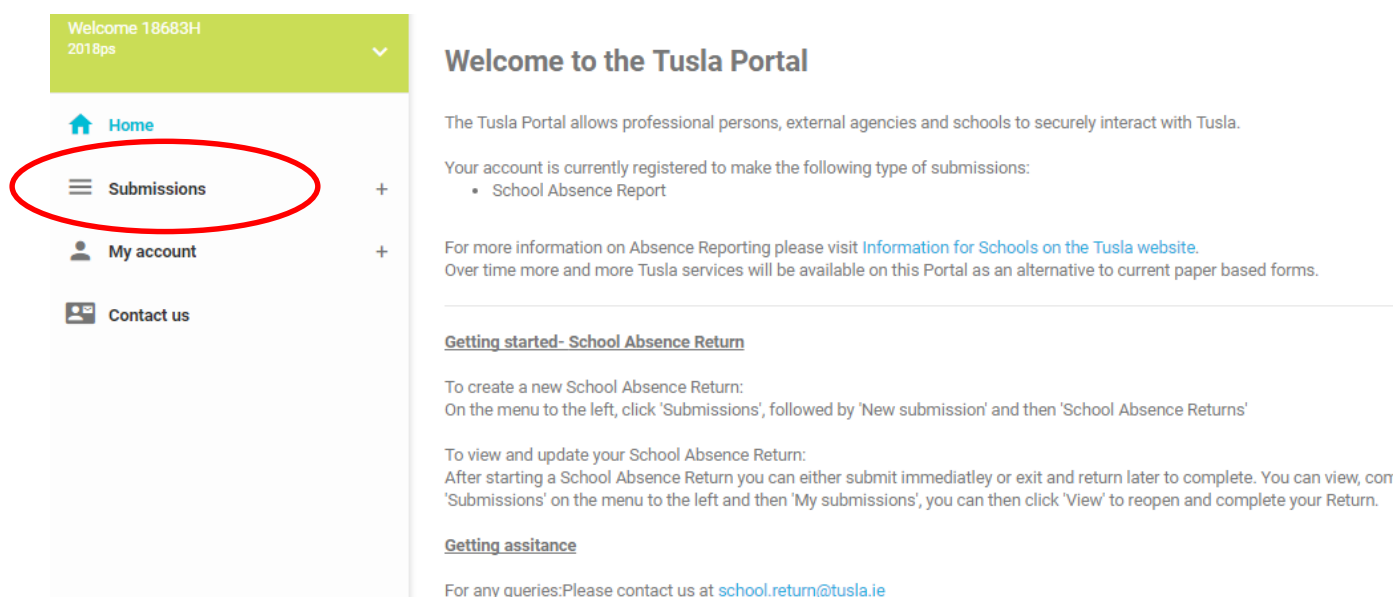 Welcome 18683H
2018ps
Home
Submissions +
My account +
Contact us
Welcome to the Tusla Portal
The Tusla Portal allows professional persons, external agencies and schools to securely interact with Tusla.
Your account is currently registered to make the following type of submissions:
• School Absence Report
For more information on Absence Reporting please visit Information for Schools on the Tusla website.
Over time more and more Tusla services will be available on this Portal as an alternative to current paper based forms.
Getting started- School Absence Return
To create a new School Absence Return:
On the menu to the left, click 'Submissions', followed by 'New submission' and then 'School Absence Returns'
To view and update your School Absence Return:
After starting a School Absence Return you can either submit immediatley or exit and return later to complete. You can view,
'Submissions' on the menu to the left and then 'My submissions', you can then click 'View' to reopen and complete your Return.
Getting assitance
For any queries:Please contact us at school.return@tusla.ie